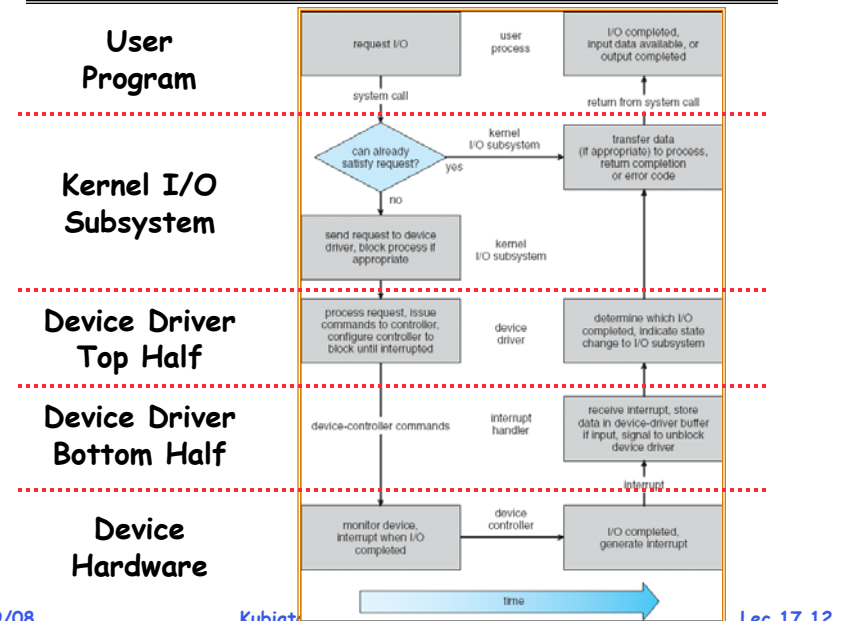 User
Program
request I/O
user
process
I/O completed,
input data available, or
output completed
system call
return from system call
Kernel I/O
Subsystem
can already
satisfy request?
yes
no
kernel
I/O subsystem
transfer data
(if appropriate) to process,
return completion
or error code
send request to device
driver, block process if
appropriate
kernel
I/O subsystem
Device Driver
Top Half
process request, issue
commands to controller,
configure controller to
block until interrupted
device
driver
determine which I/O
completed, indicate state
change to I/O subsystem
Device Driver
Bottom Half
device-controller commands
interrupt
handler
receive interrupt, store
data in device-driver buffer
if input, signal to unblock
device driver
interrupt
Device
Hardware
monitor device,
interrupt when I/O
completed
device
controller
I/O completed,
generate interrupt
time
/08
Lec 17.12